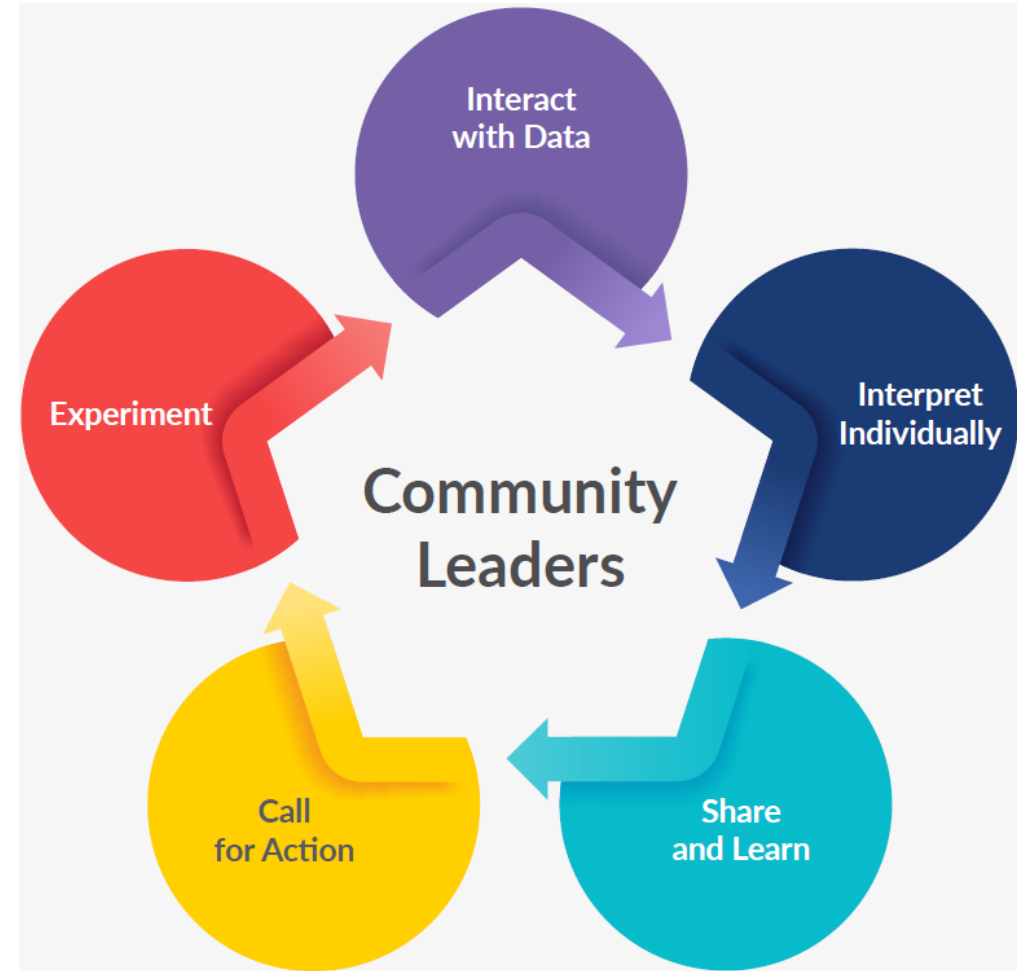 Interact
with Data
Interpret
Individually
Share
and Learn
Call
for Action
Experiment
Community
Leaders